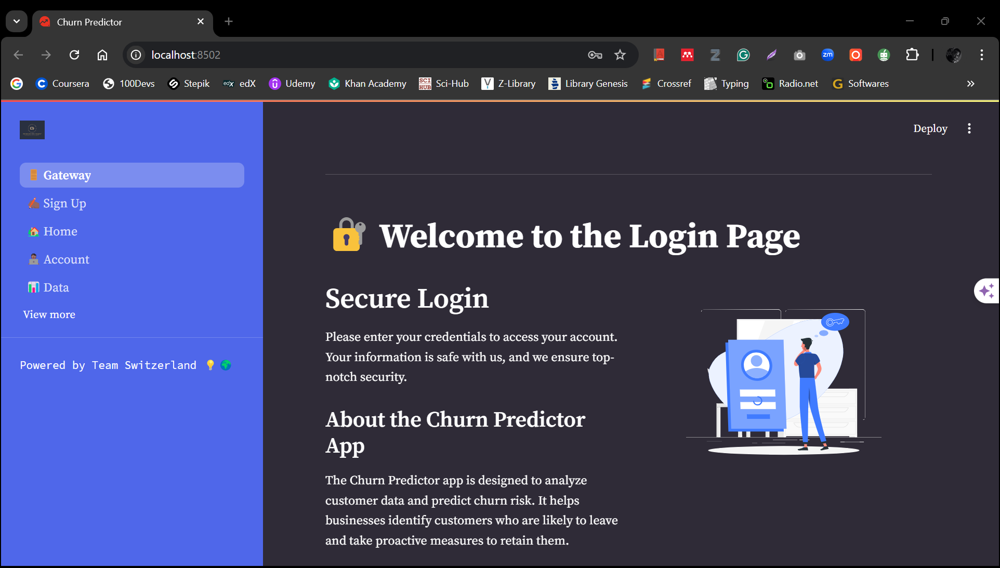 Churn Predictor
localhost:8502
zm
Coursera
100Devs
Stepik
edX edX
Udemy
Khan Academy
SCI HUB Sci-Hub
Z-Library
Library Genesis
Crossref
Typing
Radio.net
Softwares
Deploy
Gateway
Sign Up
Home
Account
Data
View more
Powered by Team Switzerland
Welcome to the Login Page
Secure Login
Please enter your credentials to access your account.
Your information is safe with us, and we ensure top-
notch security.
About the Churn Predictor
App
The Churn Predictor app is designed to analyze
customer data and predict churn risk. It helps
businesses identify customers who are likely to leave
and take proactive measures to retain them.